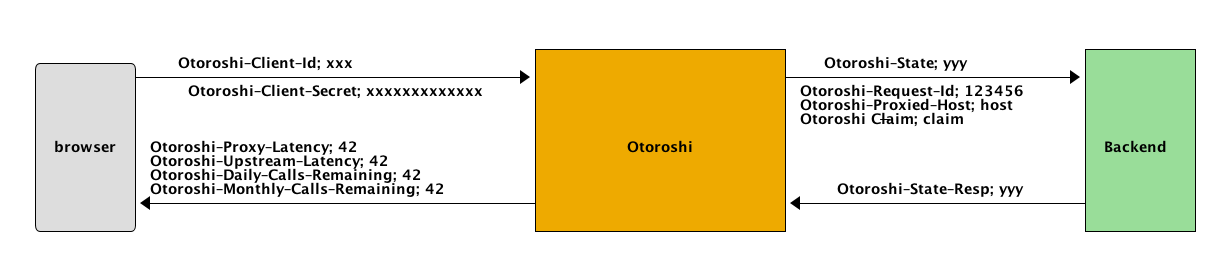 Otoroshi-Client-Id; xxx
Otoroshi-Client-Secret; xxxxxxxxxxxxx
Otoroshi-State; yyy
Otoroshi-Request-Id; 123456
Otoroshi-Proxied-Host; host
Otoroshi Claim; claim
browser
Otoroshi-Proxy-Latency; 42
Otoroshi-Upstream-Latency; 42
Otoroshi-Daily-Calls-Remaining; 42
Otoroshi-Monthly-Calls-Remaining; 42
Otoroshi
Backend
Otoroshi-State-Resp; yyy